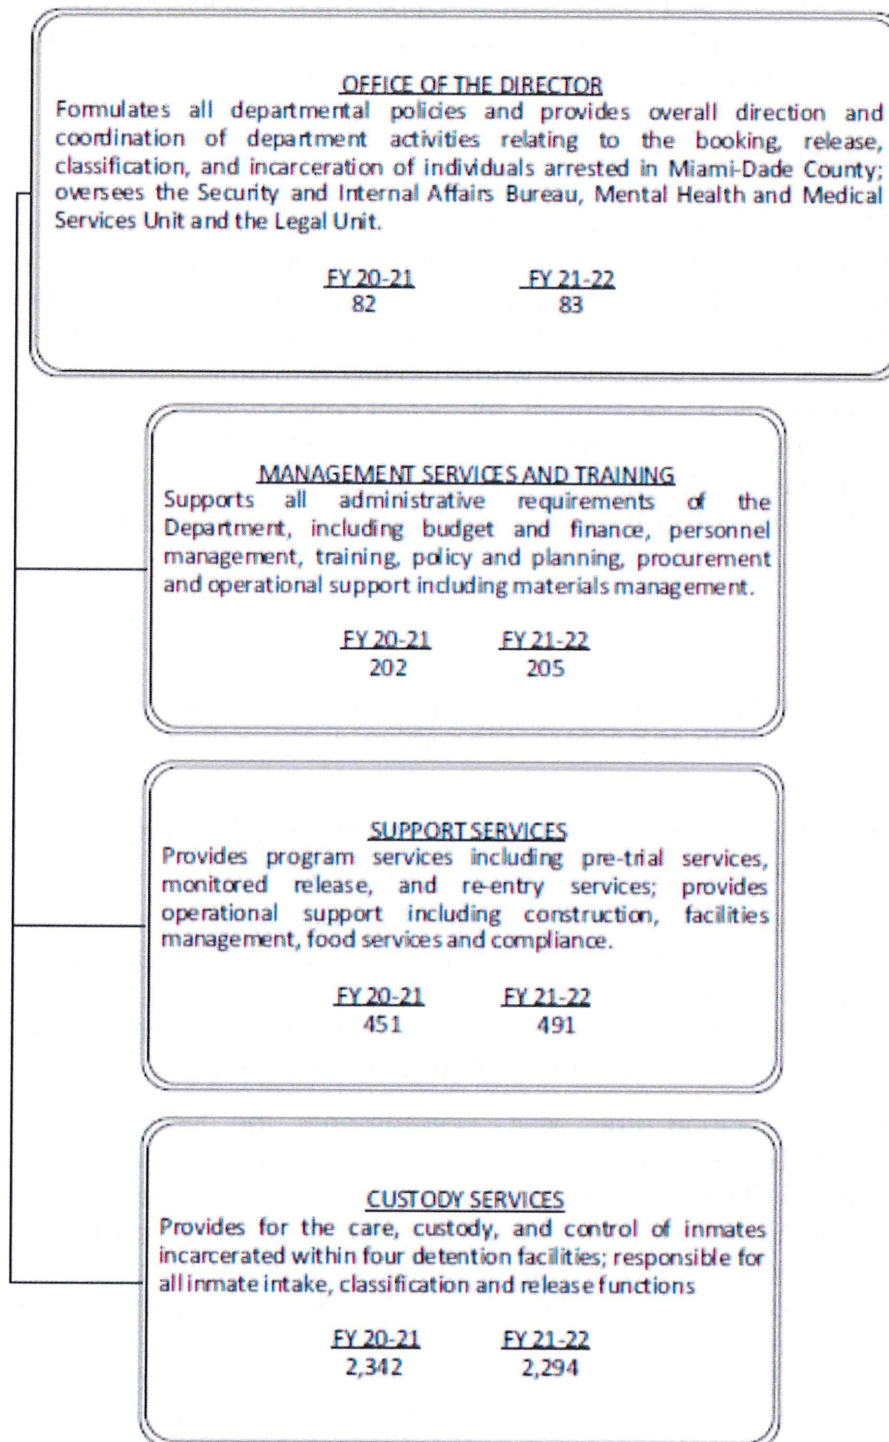 OFFICE OF THE DIRECTOR
Formulates all departmental policies and provides overall direction and
coordination of department activities relating to the booking, release,
classification, and incarceration of individuals arrested in Miami-Dade County;
oversees the Security and Internal Affairs Bureau, Mental Health and Medical
Services Unit and the Legal Unit.
FY 20-21 FY 21-22
82 83
MANAGEMENT SERVICES AND TRAINING
Supports all administrative requirements of the
Department, including budget and finance, personnel
management, training, policy and planning, procurement
and operational support including materials management.
FY 20-21 FY 21-22
202 205
SUPPORT SERVICES
Provides program services including pre-trial services,
monitored release, and re-entry services; provides
operational support including construction, facilities
management, food services and compliance.
FY 20-21 FY 21-22
451 491
CUSTODY SERVICES
Provides for the care, custody, and control of inmates
incarcerated within four detention facilities; responsible for
all inmate intake, classification and release functions
FY 20-21 FY 21-22
2,342 2,294